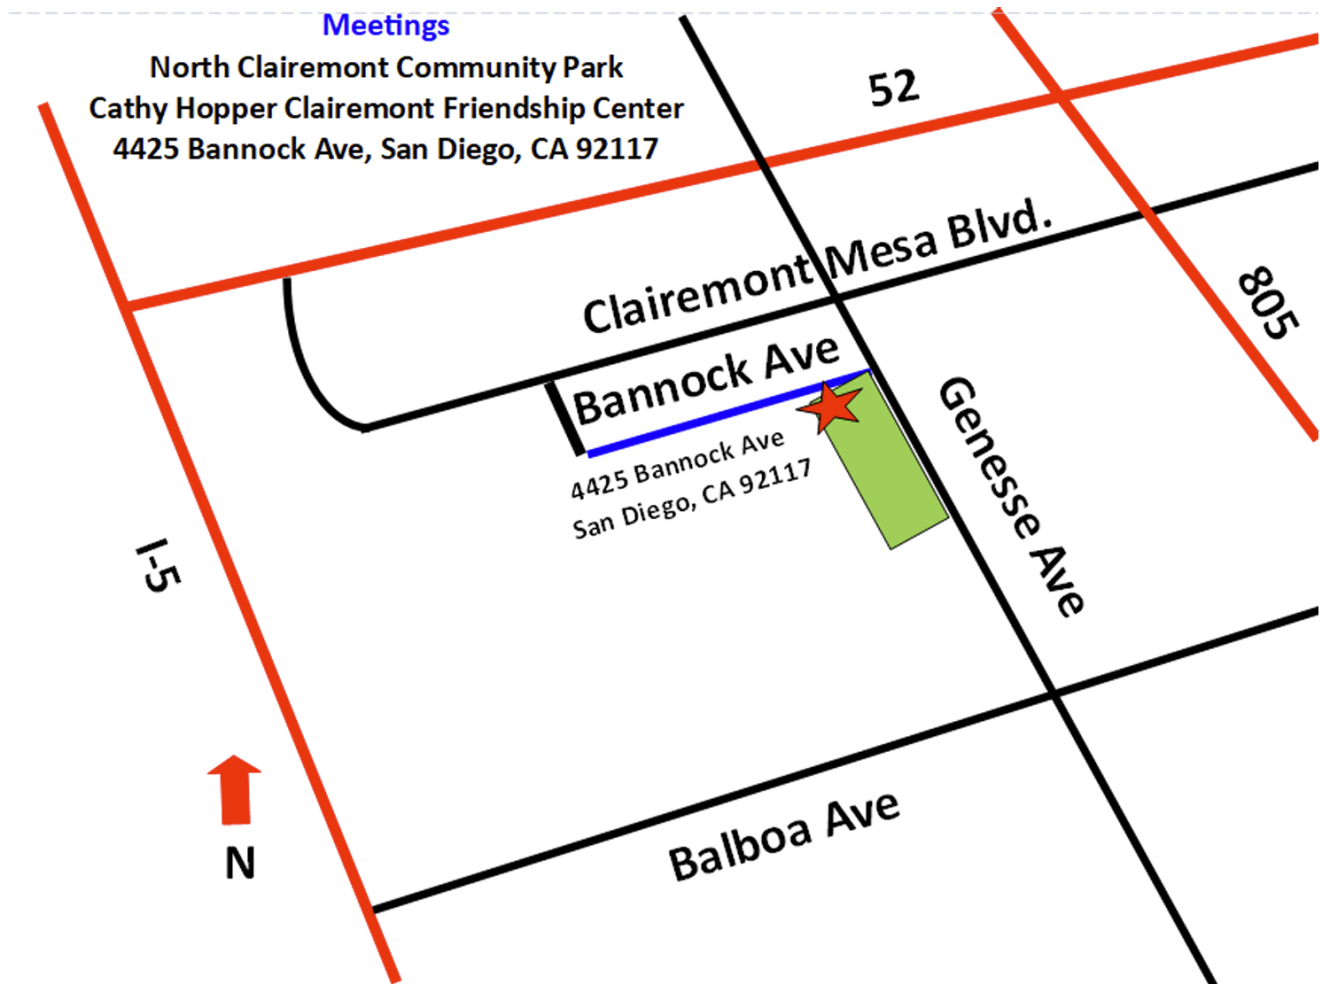 Meetings
North Clairemont Community Park
Cathy Hopper Clairemont Friendship Center
4425 Bannock Ave, San Diego, CA 92117
52
Clairemont Mesa Blvd.
805
Bannock Ave
4425 Bannock Ave
San Diego, CA 92117
Genesse Ave
I-5
Balboa Ave
N